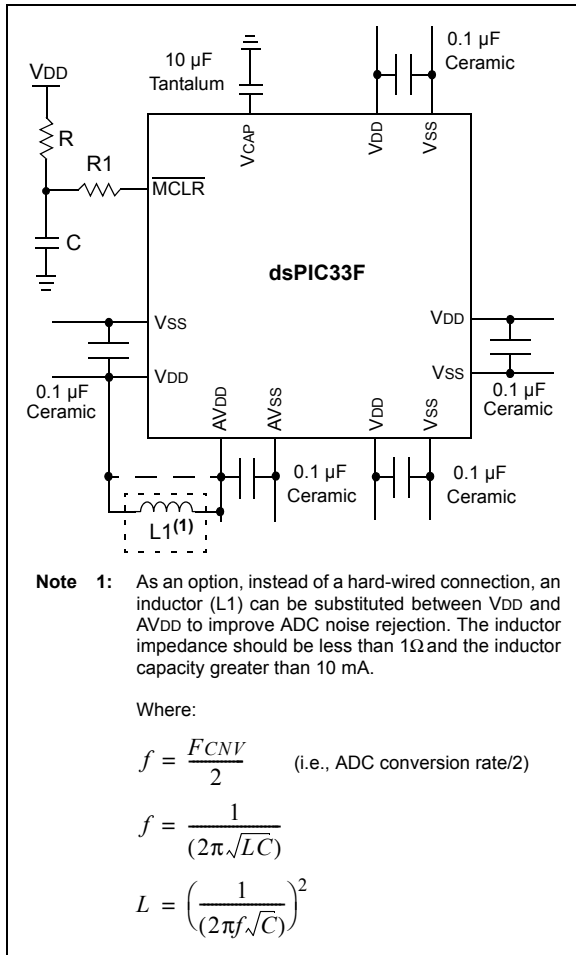 0.1 µF
Ceramic
10 µF
Tantalum
VDD
R
R1
C
VCAP
VDD
VSS
MCLR
dsPIC33F
VSS
VDD
VDD
VSS
0.1 µF
Ceramic
0.1 µF
Ceramic
AVDD
AVSS
VDD
VSS
0.1 µF
Ceramic
0.1 µF
Ceramic
L1(1)
Note 1: As an option, instead of a hard-wired connection, an
inductor (L1) can be substituted between VDD and
AVDD to improve ADC noise rejection. The inductor
impedance should be less than 1Ω and the inductor
capacity greater than 10 mA.
Where:
f = FCNV / 2 (i.e., ADC conversion rate/2)
f = 1 / (2π√LC)
L = (1 / (2πf√C))²